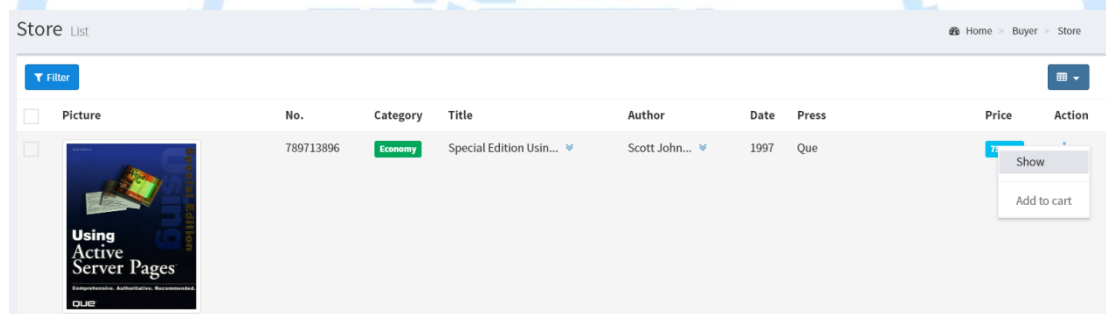 Store List
Home > Buyer > Store
Filter
Picture No. Category Title Author Date Press Price Action
789713896 Economy Special Edition Usin... Scott John... 1997 Que
Show
Add to cart
Special Edition
Using
Using
Active
Server Pages
Comprehensive. Authoritative. Recommended.
que